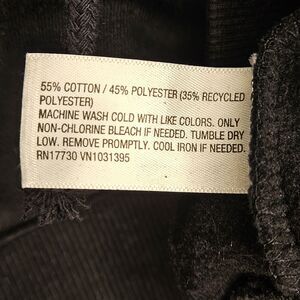 55% COTTON / 45% POLYESTER (35% RECYCLED
POLYESTER)
MACHINE WASH COLD WITH LIKE COLORS. ONLY
NON-CHLORINE BLEACH IF NEEDED. TUMBLE DRY
LOW. REMOVE PROMPTLY. COOL IRON IF NEEDED.
RN17730 VN1031395